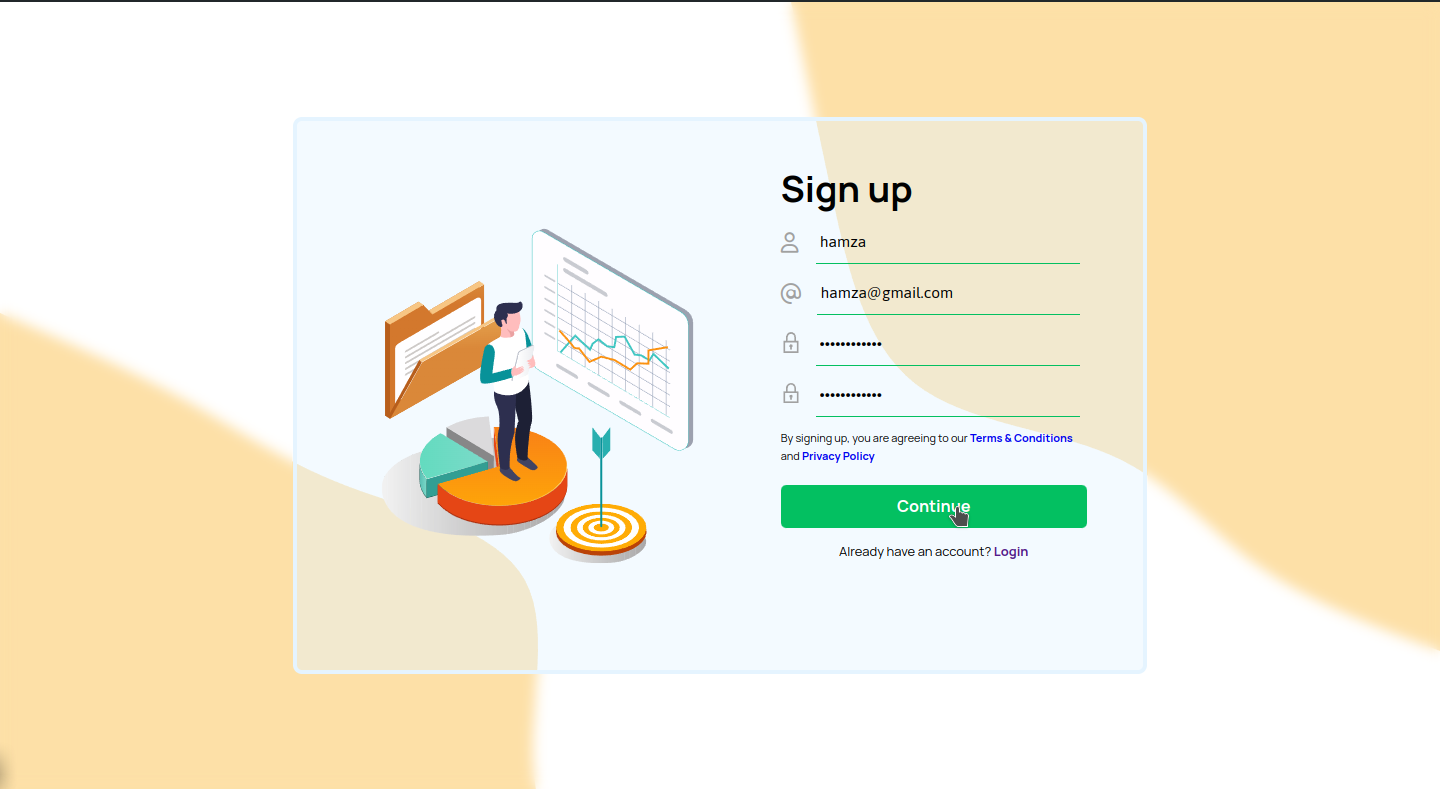 Sign up
hamza
hamza@gmail.com
••••••••••••
••••••••••••
By signing up, you are agreeing to our Terms & Conditions
and Privacy Policy
Continue
Already have an account? Login